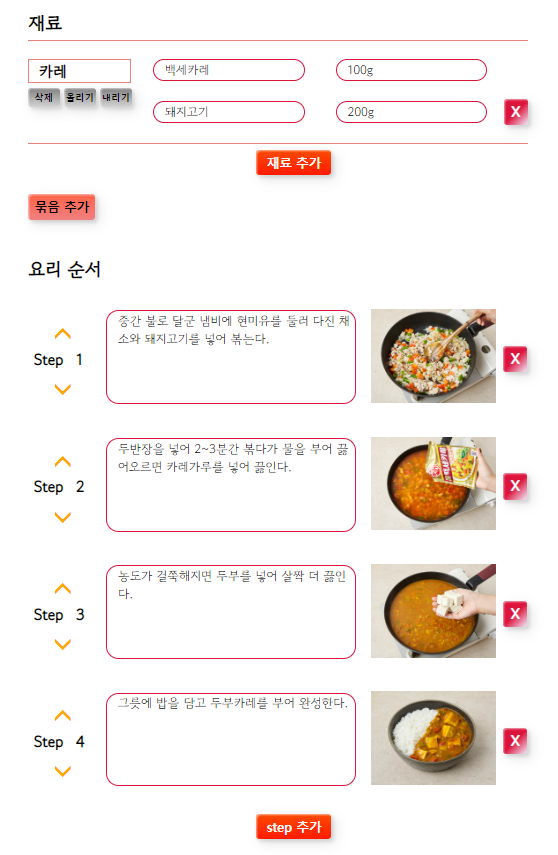 재료
카레
백세카레
100g
삭제 올리기 내리기
돼지고기
200g
X
재료 추가
묶음 추가
요리 순서
Step 1
중간 불로 달군 냄비에 현미유를 둘러 다진 채
소와 돼지고기를 넣어 볶는다.
X
Step 2
두반장을 넣어 2~3분간 볶다가 물을 부어 끓
어오르면 카레가루를 넣어 끓인다.
X
Step 3
농도가 걸쭉해지면 두부를 넣어 살짝 더 끓인
다.
X
Step 4
그릇에 밥을 담고 두부카레를 부어 완성한다.
X
step 추가